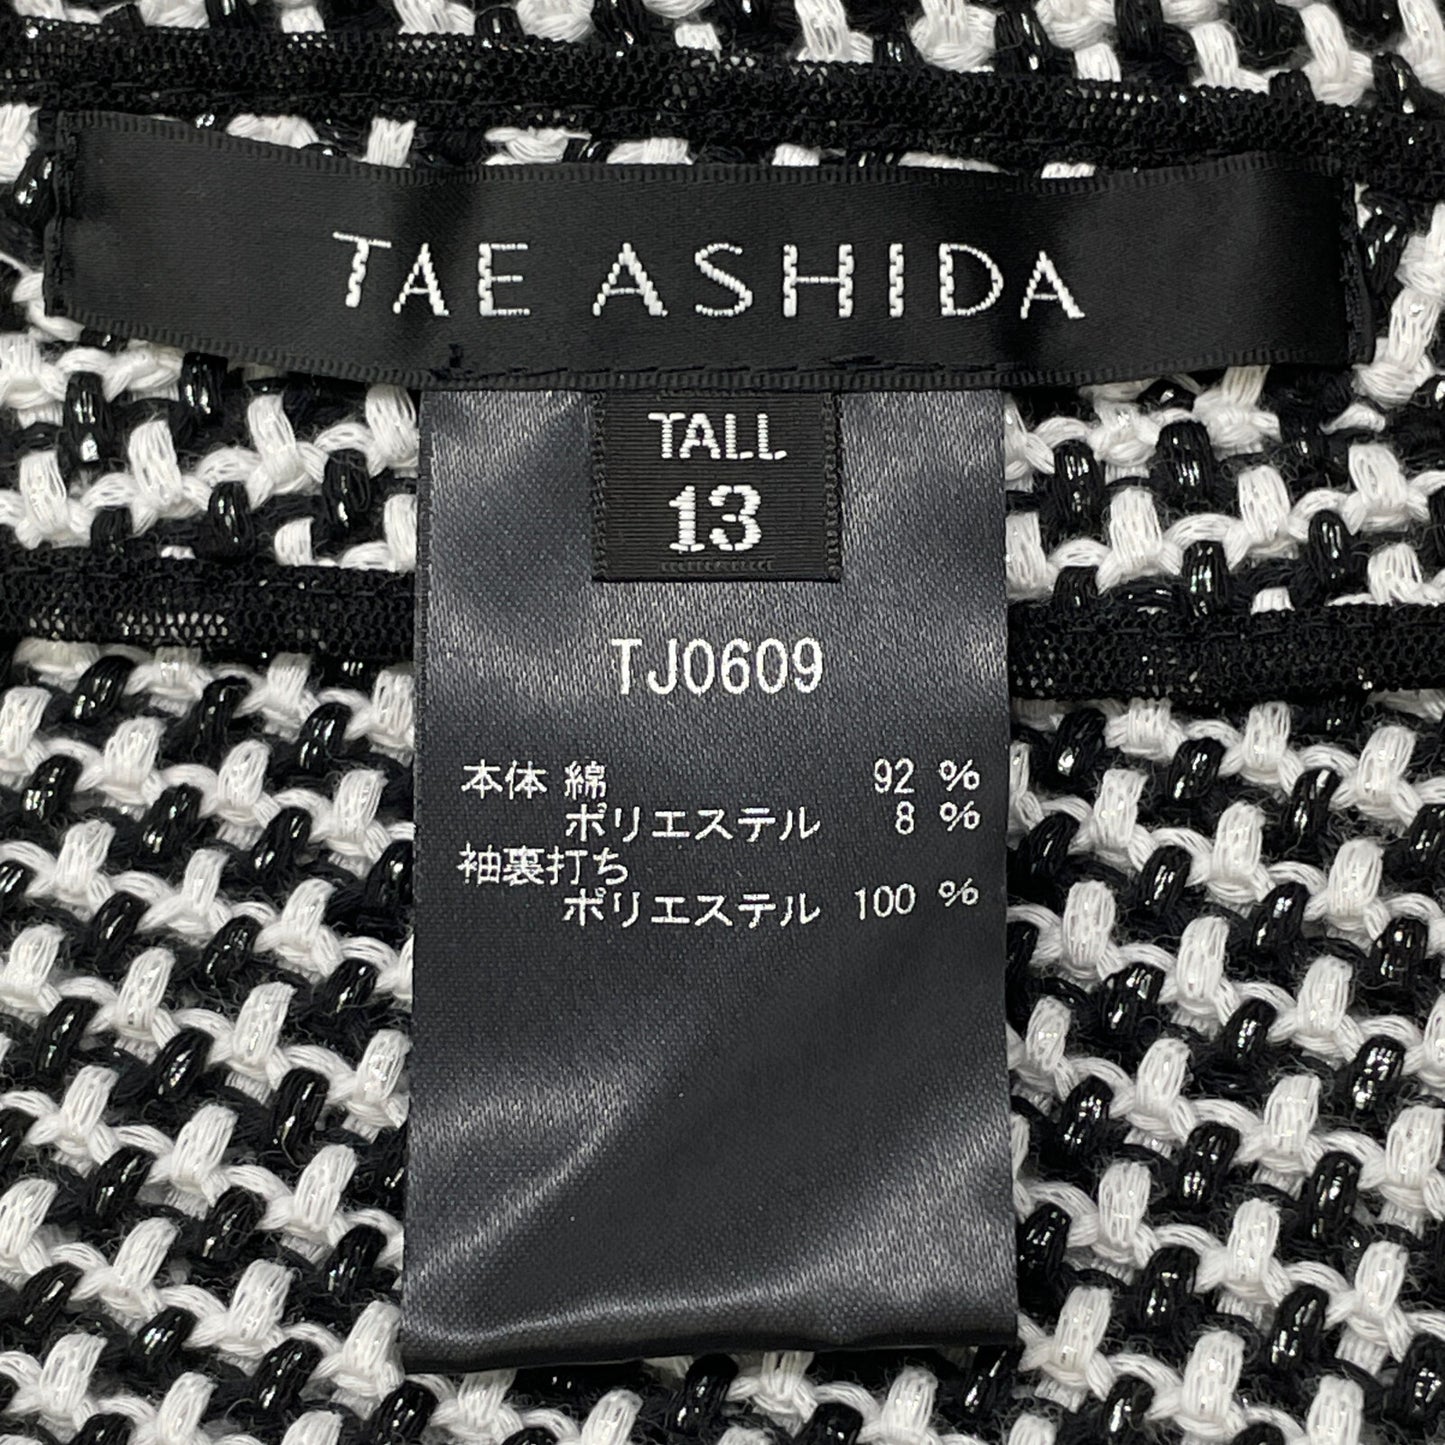 TAE ASHIDA
TALL
13
TJ0609
本体 綿 92 %
ポリエステル 8 %
袖裏打ち
ポリエステル 100 %